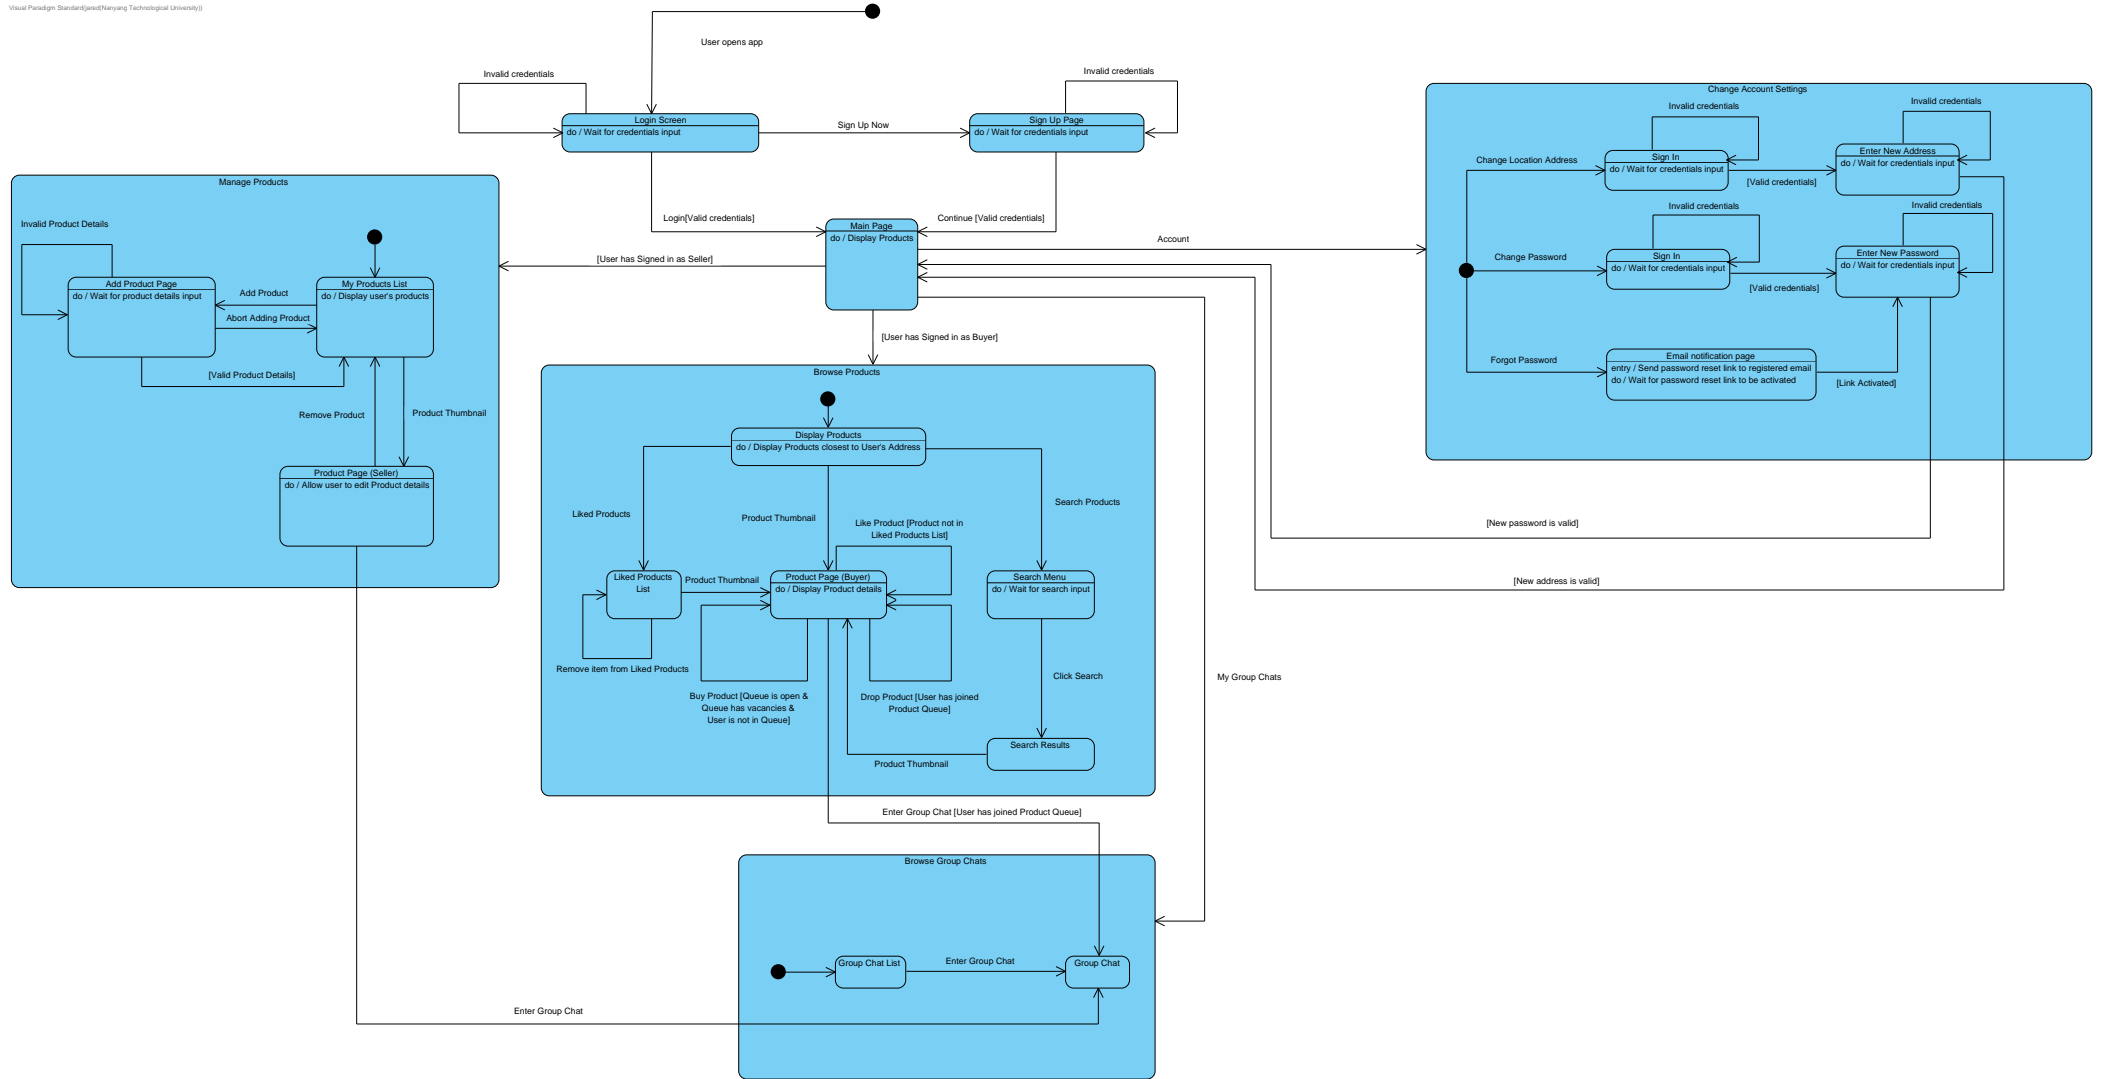 Visual Paradigm Standard(jared(Nanyang Technological University))
User opens app
Invalid credentials
Invalid credentials
Login Screen
do / Wait for credentials input
Sign Up Now
Sign Up Page
do / Wait for credentials input
Login[Valid credentials]
Continue [Valid credentials]
Main Page
do / Display Products
Account
[User has Signed in as Seller]
[User has Signed in as Buyer]
My Group Chats
Change Account Settings
Invalid credentials
Invalid credentials
Change Location Address
Sign In
do / Wait for credentials input
[Valid credentials]
Enter New Address
do / Wait for credentials input
Invalid credentials
Invalid credentials
Change Password
Sign In
do / Wait for credentials input
[Valid credentials]
Enter New Password
do / Wait for credentials input
Forgot Password
Email notification page
entry / Send password reset link to registered email
do / Wait for password reset link to be activated
[Link Activated]
[New password is valid]
[New address is valid]
Manage Products
Invalid Product Details
Add Product Page
do / Wait for product details input
Add Product
Abort Adding Product
My Products List
do / Display user's products
[Valid Product Details]
Remove Product
Product Thumbnail
Product Page (Seller)
do / Allow user to edit Product details
Browse Products
Display Products
do / Display Products closest to User's Address
Liked Products
Product Thumbnail
Search Products
Like Product [Product not in
Liked Products List]
Liked Products
List
Product Thumbnail
Product Page (Buyer)
do / Display Product details
Search Menu
do / Wait for search input
Remove item from Liked Products
Buy Product [Queue is open &
Queue has vacancies &
User is not in Queue]
Drop Product [User has joined
Product Queue]
Click Search
Search Results
Product Thumbnail
Enter Group Chat [User has joined Product Queue]
Browse Group Chats
Group Chat List
Enter Group Chat
Group Chat
Enter Group Chat